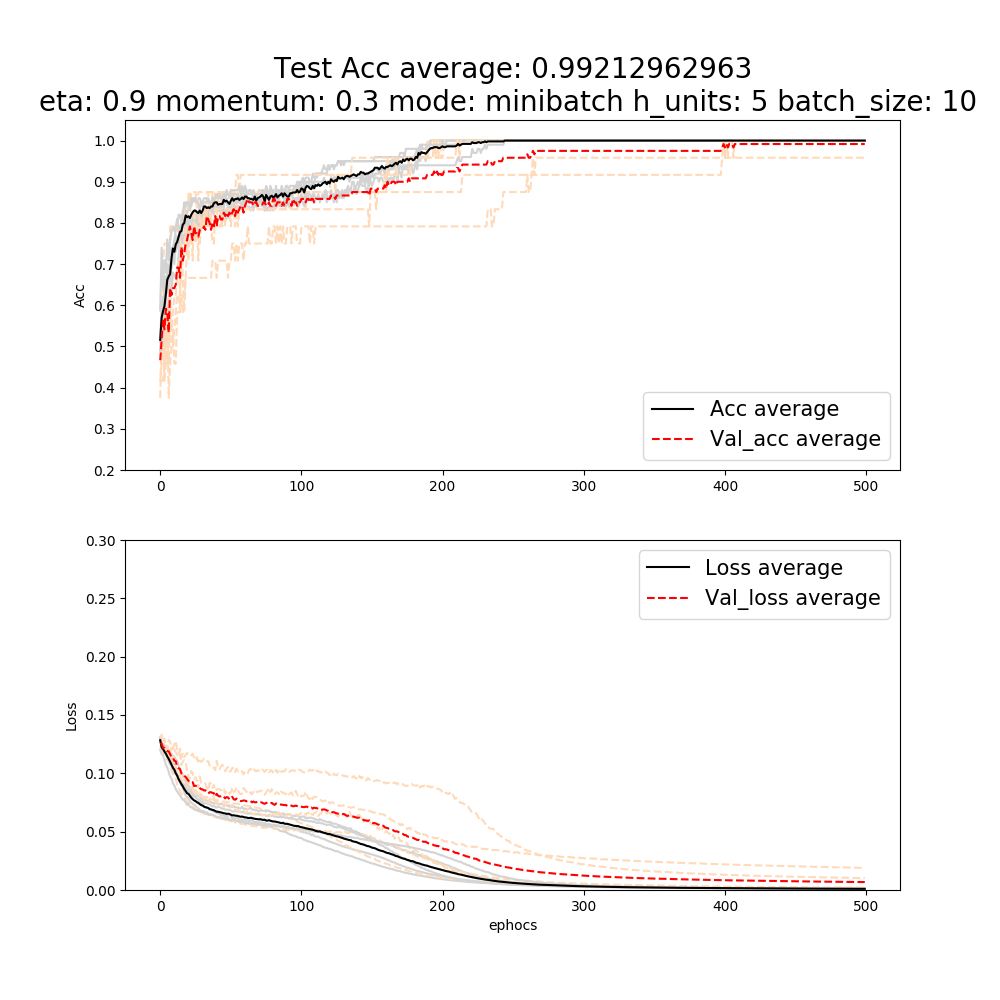 Test Acc average: 0.99212962963
eta: 0.9 momentum: 0.3 mode: minibatch h_units: 5 batch_size: 10
1.0
0.9
0.8
0.7
0.6
0.5
0.4
0.3
0.2
Acc
Acc average
Val_acc average
0 100 200 300 400 500
0.30
0.25
0.20
0.15
0.10
0.05
0.00
Loss
Loss average
Val_loss average
0 100 200 300 400 500
ephocs